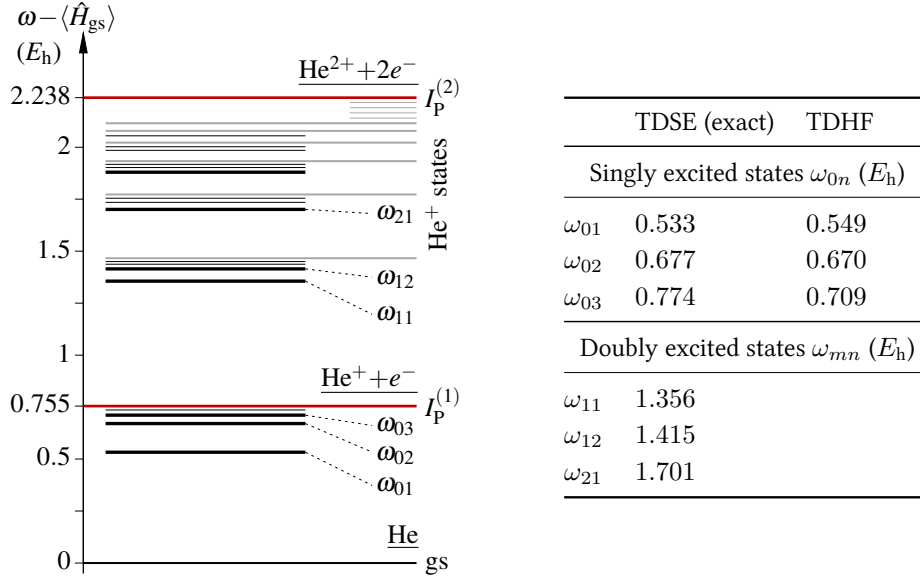 ω−⟨Ĥgs⟩
(Eh)
He2+ +2e−
2.238
IP(2)
2
He+ states
ω21
1.5
ω12
ω11
1
He+ +e−
0.755
IP(1)
ω03
ω02
0.5
ω01
He
0
gs
TDSE (exact) TDHF
Singly excited states ω0n (Eh)
ω01 0.533 0.549
ω02 0.677 0.670
ω03 0.774 0.709
Doubly excited states ωmn (Eh)
ω11 1.356
ω12 1.415
ω21 1.701